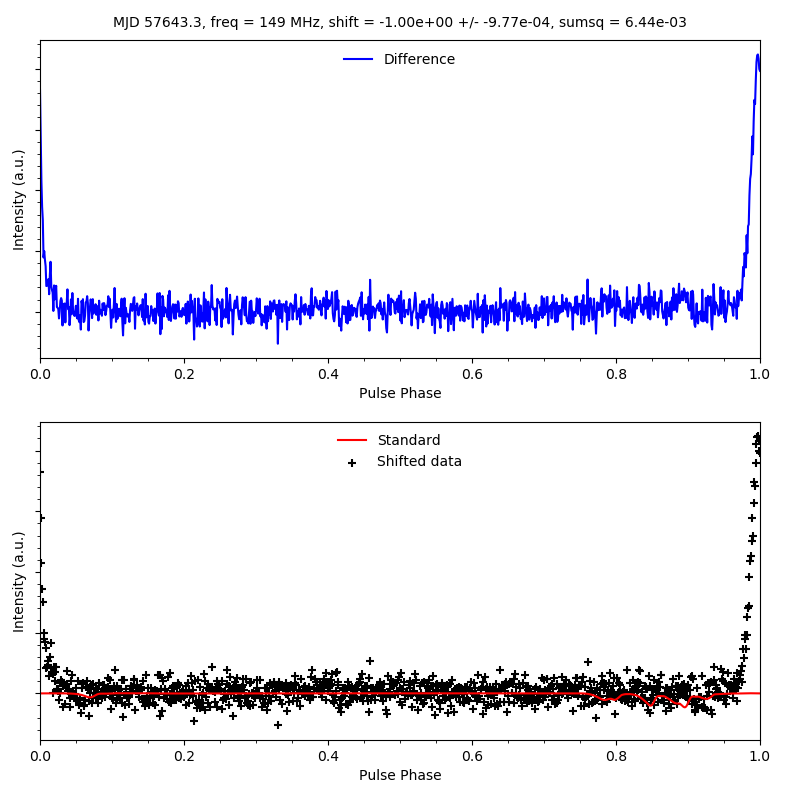 MJD 57643.3, freq = 149 MHz, shift = -1.00e+00 +/- -9.77e-04, sumsq = 6.44e-03
Difference
Intensity (a.u.)
0.0 0.2 0.4 0.6 0.8 1.0
Pulse Phase
Standard
Shifted data
Intensity (a.u.)
0.0 0.2 0.4 0.6 0.8 1.0
Pulse Phase